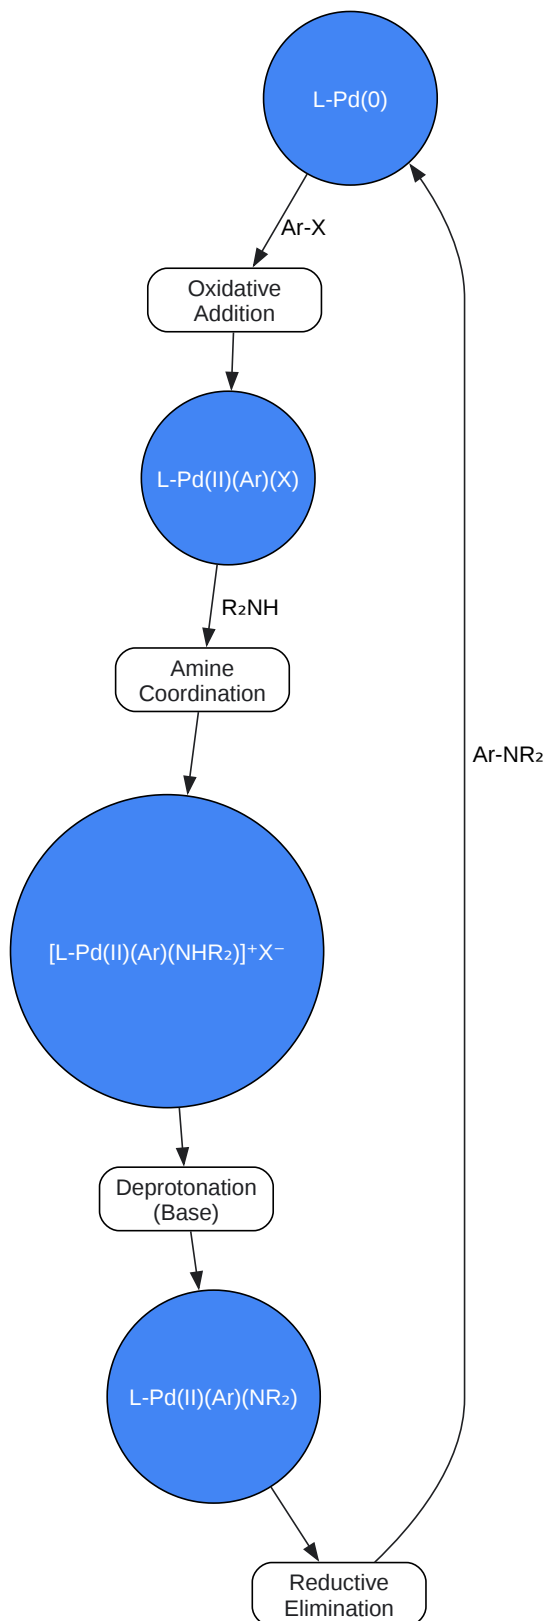 L-Pd(0)
Ar-X
Oxidative
Addition
L-Pd(II)(Ar)(X)
R₂NH
Amine
Coordination
Ar-NR₂
[L-Pd(II)(Ar)(NHR₂)]⁺X⁻
Deprotonation
(Base)
L-Pd(II)(Ar)(NR₂)
Reductive
Elimination